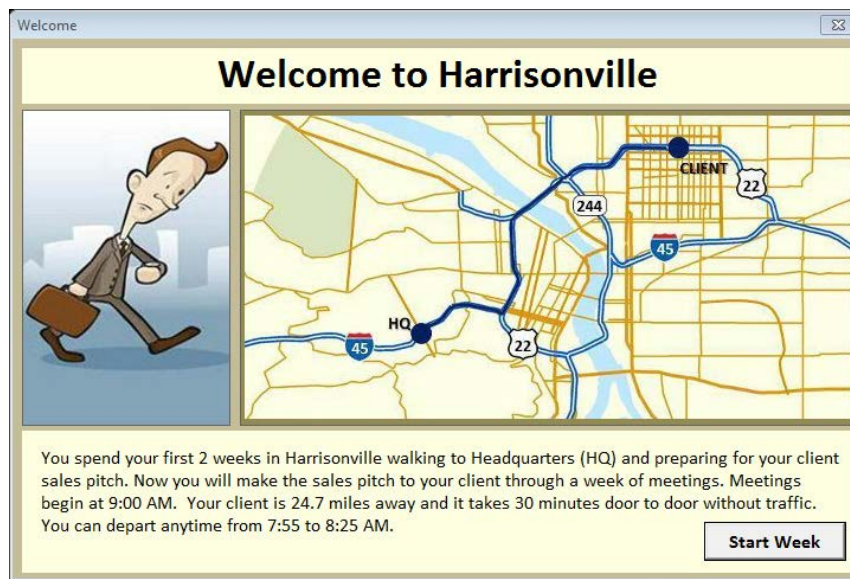 Welcome
Welcome to Harrisonville
CLIENT
22
244
45
HQ
45
22
You spend your first 2 weeks in Harrisonville walking to Headquarters (HQ) and preparing for your client
sales pitch. Now you will make the sales pitch to your client through a week of meetings. Meetings
begin at 9:00 AM.  Your client is 24.7 miles away and it takes 30 minutes door to door without traffic.
You can depart anytime from 7:55 to 8:25 AM.
Start Week